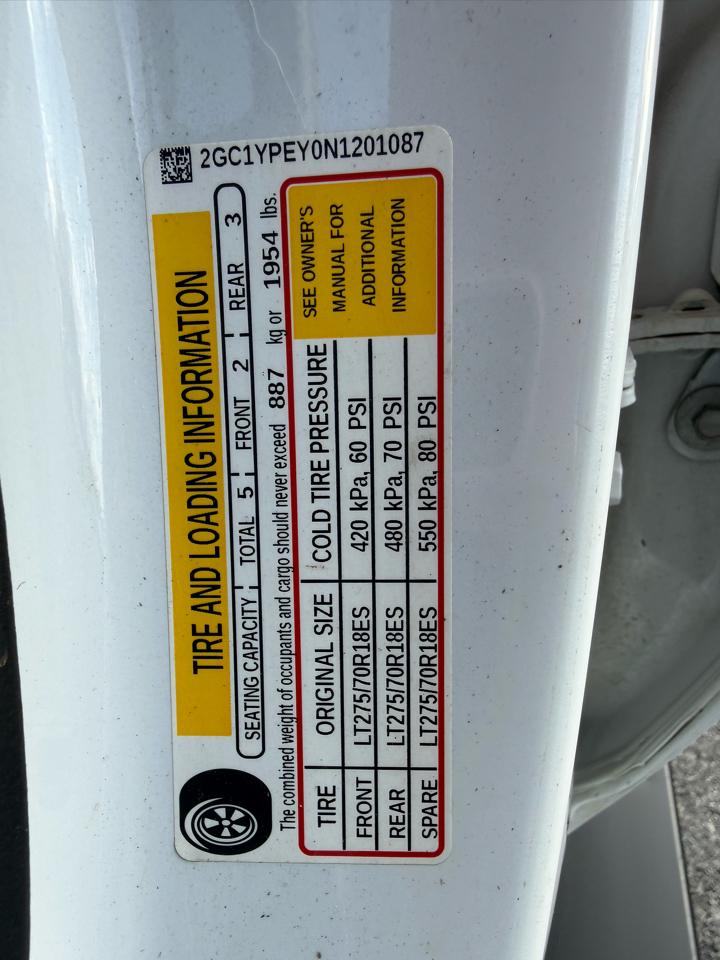 2GC1YPEY0N1201087
TIRE AND LOADING INFORMATION
SEATING CAPACITY TOTAL 5 FRONT 2 REAR 3
The combined weight of occupants and cargo should never exceed 887 kg or 1954 lbs.
TIRE ORIGINAL SIZE COLD TIRE PRESSURE
FRONT LT275/70R18ES 420 kPa, 60 PSI
REAR LT275/70R18ES 480 kPa, 70 PSI
SPARE LT275/70R18ES 550 kPa, 80 PSI
SEE OWNER'S
MANUAL FOR
ADDITIONAL
INFORMATION